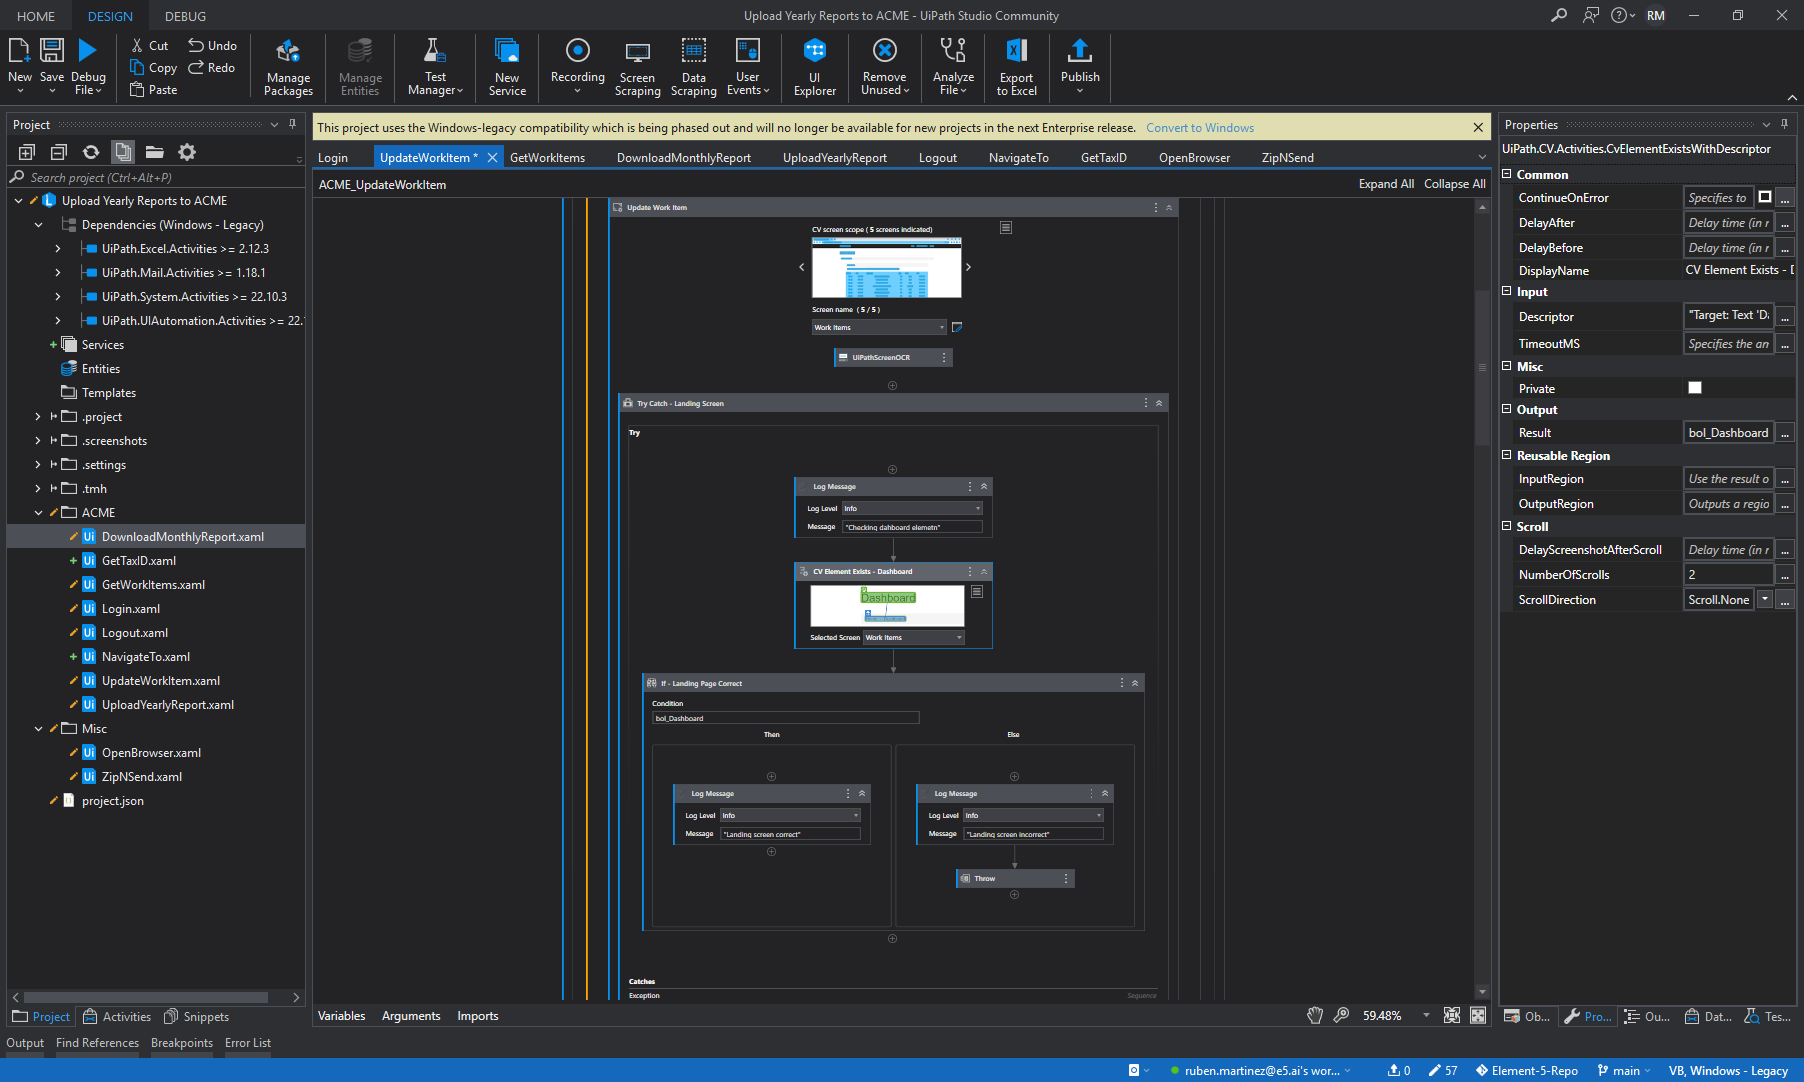 HOME DESIGN DEBUG
Upload Yearly Reports to ACME - UiPath Studio Community
RM
New Save Debug File
Cut Copy Paste
Undo Redo
Manage Packages
Manage Entities
Test Manager
New Service
Recording
Screen Scraping
Data Scraping
User Events
UI Explorer
Remove Unused
Analyze File
Export to Excel
Publish
Project
Search project (Ctrl+Alt+P)
Upload Yearly Reports to ACME
Dependencies (Windows - Legacy)
UiPath.Excel.Activities >= 2.12.3
UiPath.Mail.Activities >= 1.18.1
UiPath.System.Activities >= 22.10.3
UiPath.UIAutomation.Activities >= 22.
Services
Entities
Templates
.project
.screenshots
.settings
.tmh
ACME
DownloadMonthlyReport.xaml
GetTaxID.xaml
GetWorkItems.xaml
Login.xaml
Logout.xaml
NavigateTo.xaml
UpdateWorkItem.xaml
UploadYearlyReport.xaml
Misc
OpenBrowser.xaml
ZipNSend.xaml
project.json
Project Activities Snippets
This project uses the Windows-legacy compatibility which is being phased out and will no longer be available for new projects in the next Enterprise release. Convert to Windows
Login UpdateWorkItem * GetWorkItems DownloadMonthlyReport UploadYearlyReport Logout NavigateTo GetTaxID OpenBrowser ZipNSend
ACME_UpdateWorkItem
Expand All Collapse All
Update Work Item
CV screen scope ( 5 screens indicated)
Screen name ( 5 / 5 )
Work Items
UiPathScreenOCR
Try Catch - Landing Screen
Try
Log Message
Log Level Info
Message "Checking dahboard elemetn"
CV Element Exists - Dashboard
Dashboard
Selected Screen Work Items
If - Landing Page Correct
Condition
bol_Dashboard
Then Else
Log Message
Log Level Info
Message "Landing screen correct"
Log Message
Log Level Info
Message "Landing screen incorrect"
Throw
Catches
Exception Sequence
Variables Arguments Imports
59.48%
Properties
UiPath.CV.Activities.CvElementExistsWithDescriptor
Common
ContinueOnError Specifies to ...
DelayAfter Delay time (in r ...
DelayBefore Delay time (in r ...
DisplayName CV Element Exists - D
Input
Descriptor "Target: Text 'Da ...
TimeoutMS Specifies the an ...
Misc
Private
Output
Result bol_Dashboard ...
Reusable Region
InputRegion Use the result o ...
OutputRegion Outputs a regio ...
Scroll
DelayScreenshotAfterScroll Delay time (in r ...
NumberOfScrolls 2 ...
ScrollDirection Scroll.None ...
Ob... Pro... Ou... Dat... Tes...
Output Find References Breakpoints Error List
ruben.martinez@e5.ai's wor... 0 57 Element-5-Repo main VB, Windows - Legacy